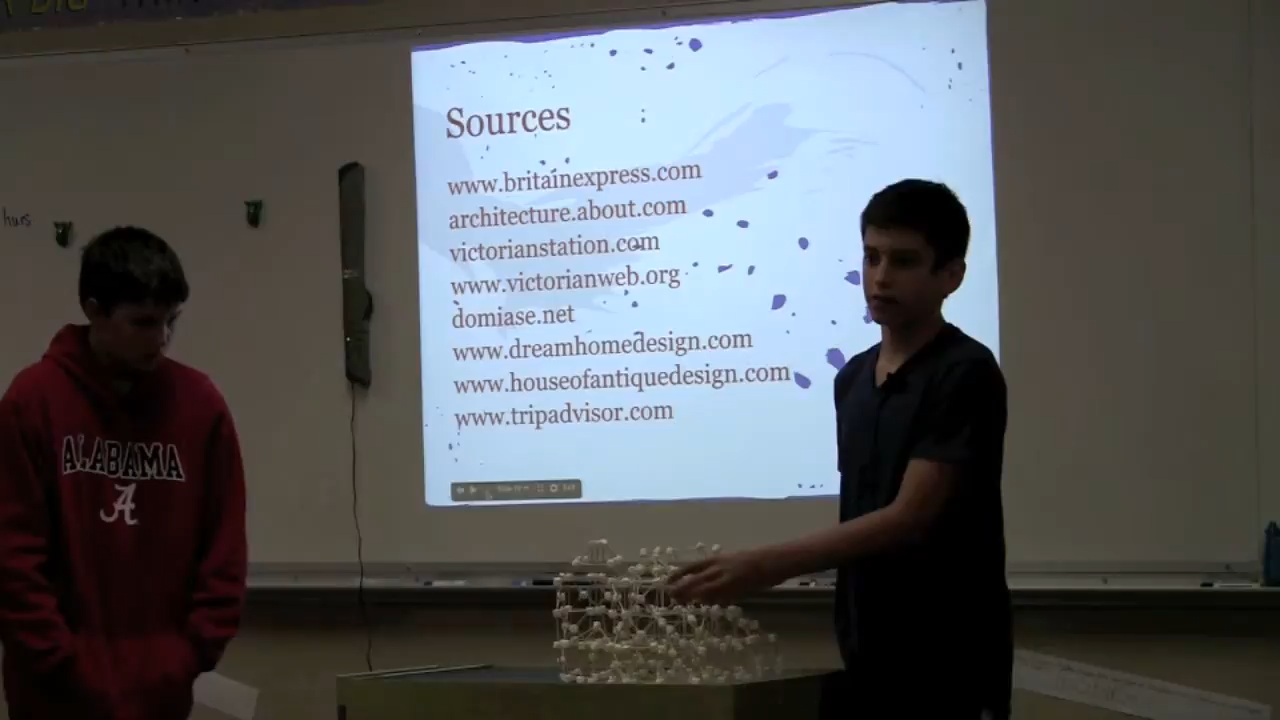 hurs
Sources
www.britainexpress.com
architecture.about.com
victorianstation.com
www.victorianweb.org
domiase.net
www.dreamhomedesign.com
www.houseofantiquedesign.com
www.tripadvisor.com
ALABAMA
A